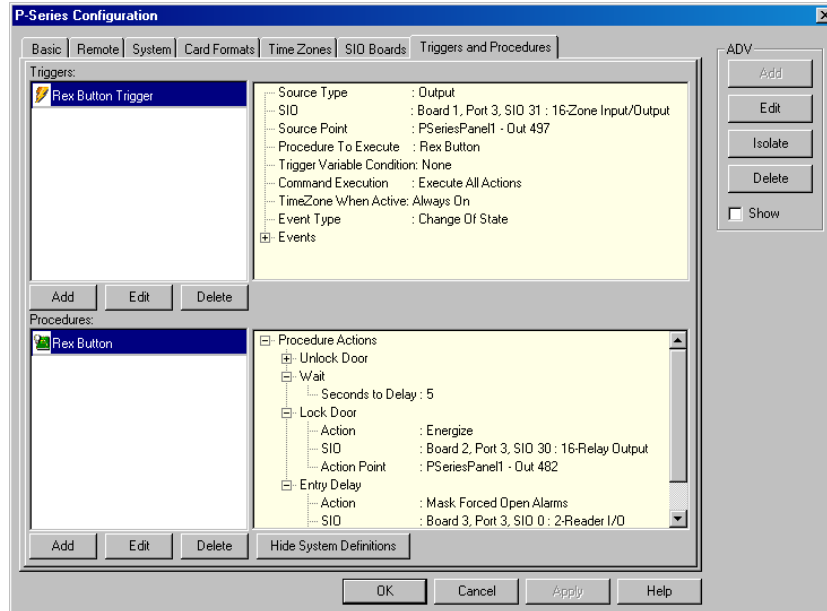 P-Series Configuration
Basic Remote System Card Formats Time Zones SIO Boards Triggers and Procedures
Triggers:
Rex Button Trigger
Source Type : Output
SIO : Board 1, Port 3, SIO 31 : 16-Zone Input/Output
Source Point : PSeriesPanel1 - Out 497
Procedure To Execute : Rex Button
Trigger Variable Condition: None
Command Execution : Execute All Actions
TimeZone When Active: Always On
Event Type : Change Of State
Events
Add Edit Delete
Procedures:
Rex Button
Procedure Actions
Unlock Door
Wait
Seconds to Delay : 5
Lock Door
Action : Energize
SIO : Board 2, Port 3, SIO 30 : 16-Relay Output
Action Point : PSeriesPanel1 - Out 482
Entry Delay
Action : Mask Forced Open Alarms
SIO : Board 3, Port 3, SIO 0 : 2-Reader I/O
Add Edit Delete Hide System Definitions
ADV
Add
Edit
Isolate
Delete
Show
OK Cancel Apply Help